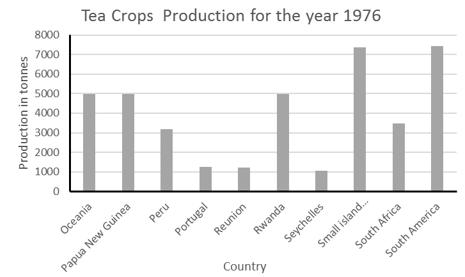 Tea Crops Production for the year 1976
Production in tonnes
8000
7000
6000
5000
4000
3000
2000
1000
0
Oceania
Papua New Guinea
Peru
Portugal
Reunion
Rwanda
Seychelles
Small island...
South Africa
South America
Country